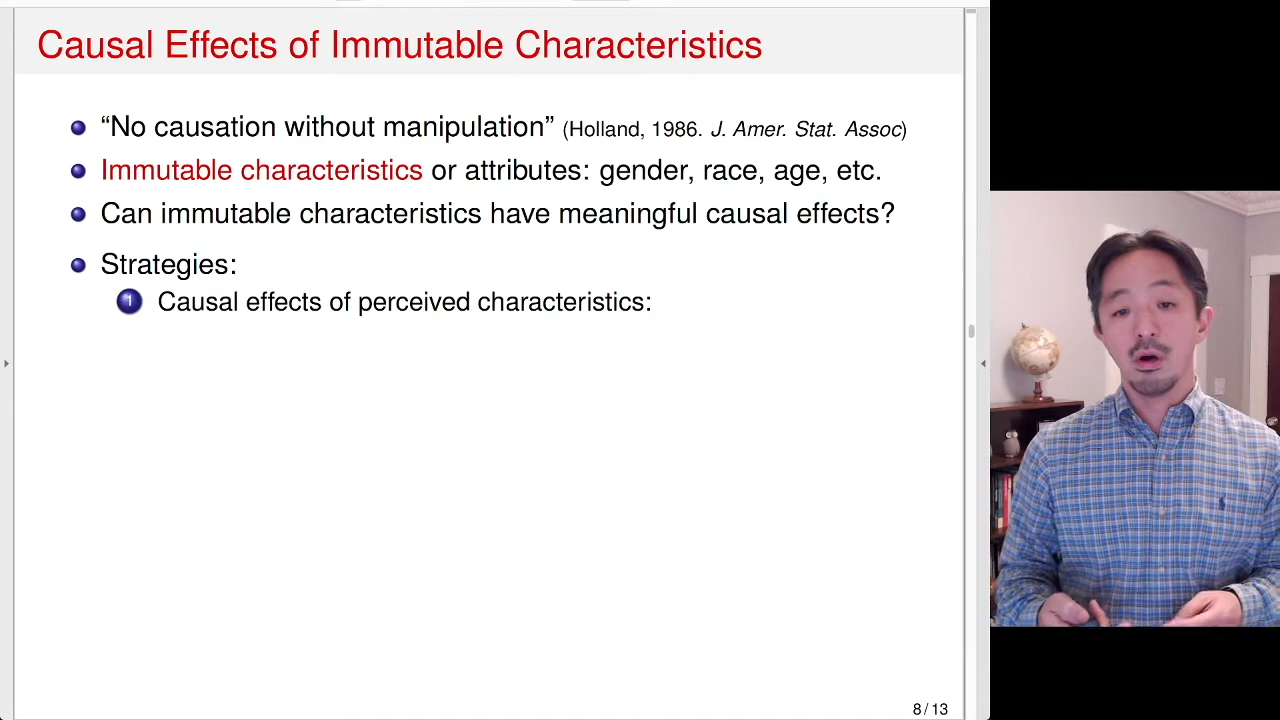 Causal Effects of Immutable Characteristics
“No causation without manipulation” (Holland, 1986. J. Amer. Stat. Assoc)
Immutable characteristics or attributes: gender, race, age, etc.
Can immutable characteristics have meaningful causal effects?
Strategies:
1 Causal effects of perceived characteristics:
8 / 13